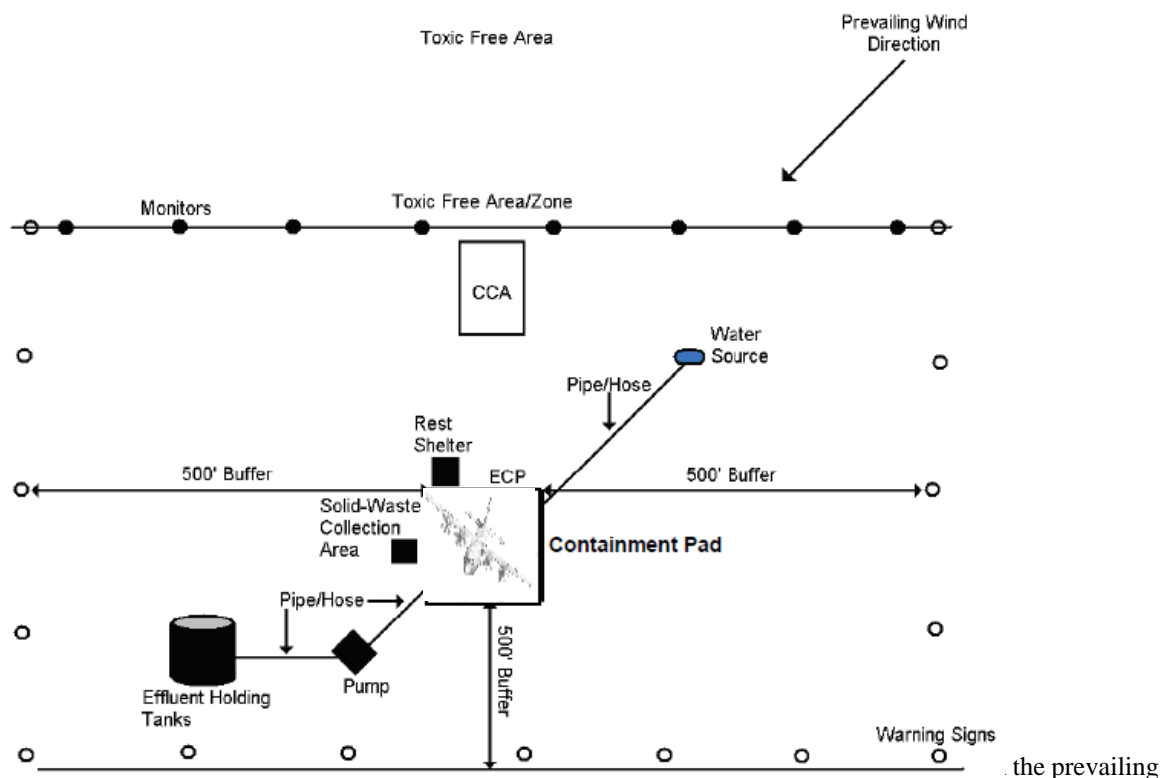 Toxic Free Area
Prevailing Wind
Direction
Monitors
Toxic Free Area/Zone
CCA
Water
Source
Pipe/Hose
Rest
Shelter
500' Buffer
ECP
500' Buffer
Solid-Waste
Collection
Area
Containment Pad
Pipe/Hose
500' Buffer
Pump
Effluent Holding
Tanks
Warning Signs
the prevailing